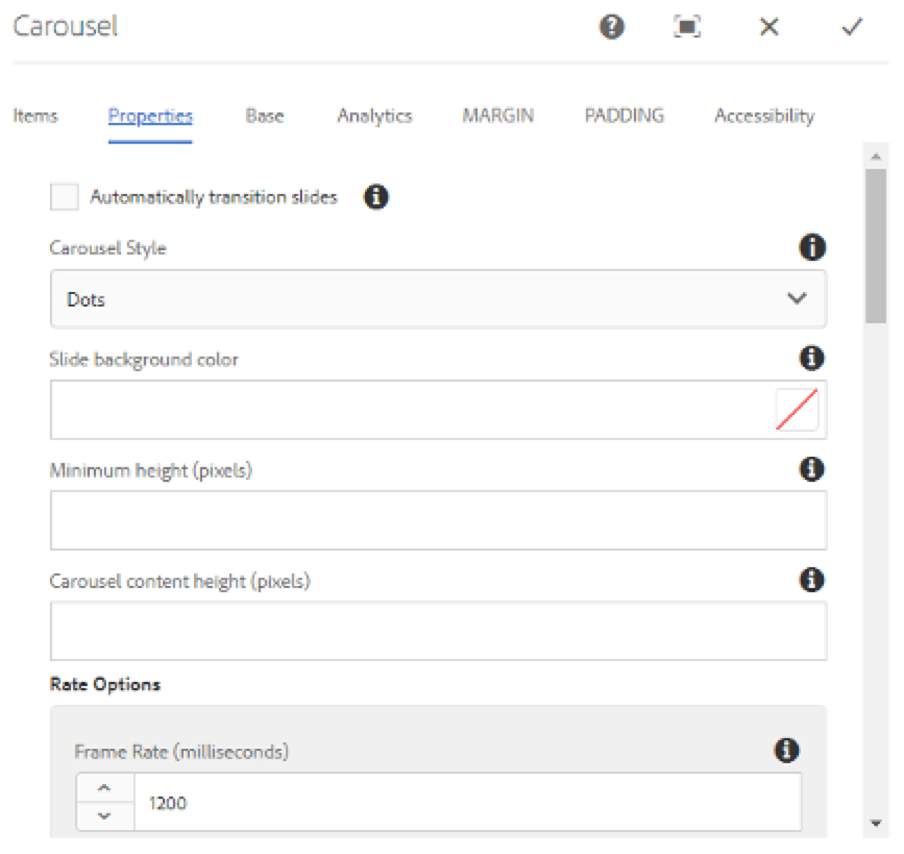 Carousel
Items Properties Base Analytics MARGIN PADDING Accessibility
Automatically transition slides
Carousel Style
Dots
Slide background color
Minimum height (pixels)
Carousel content height (pixels)
Rate Options
Frame Rate (milliseconds)
1200